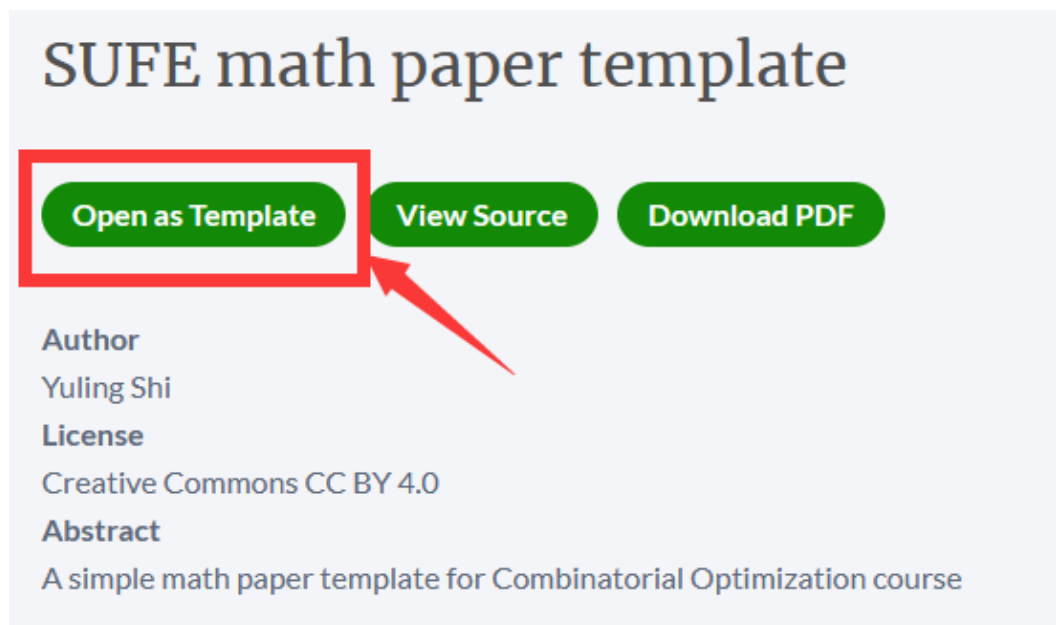 SUFE math paper template
Open as Template View Source Download PDF
Author
Yuling Shi
License
Creative Commons CC BY 4.0
Abstract
A simple math paper template for Combinatorial Optimization course